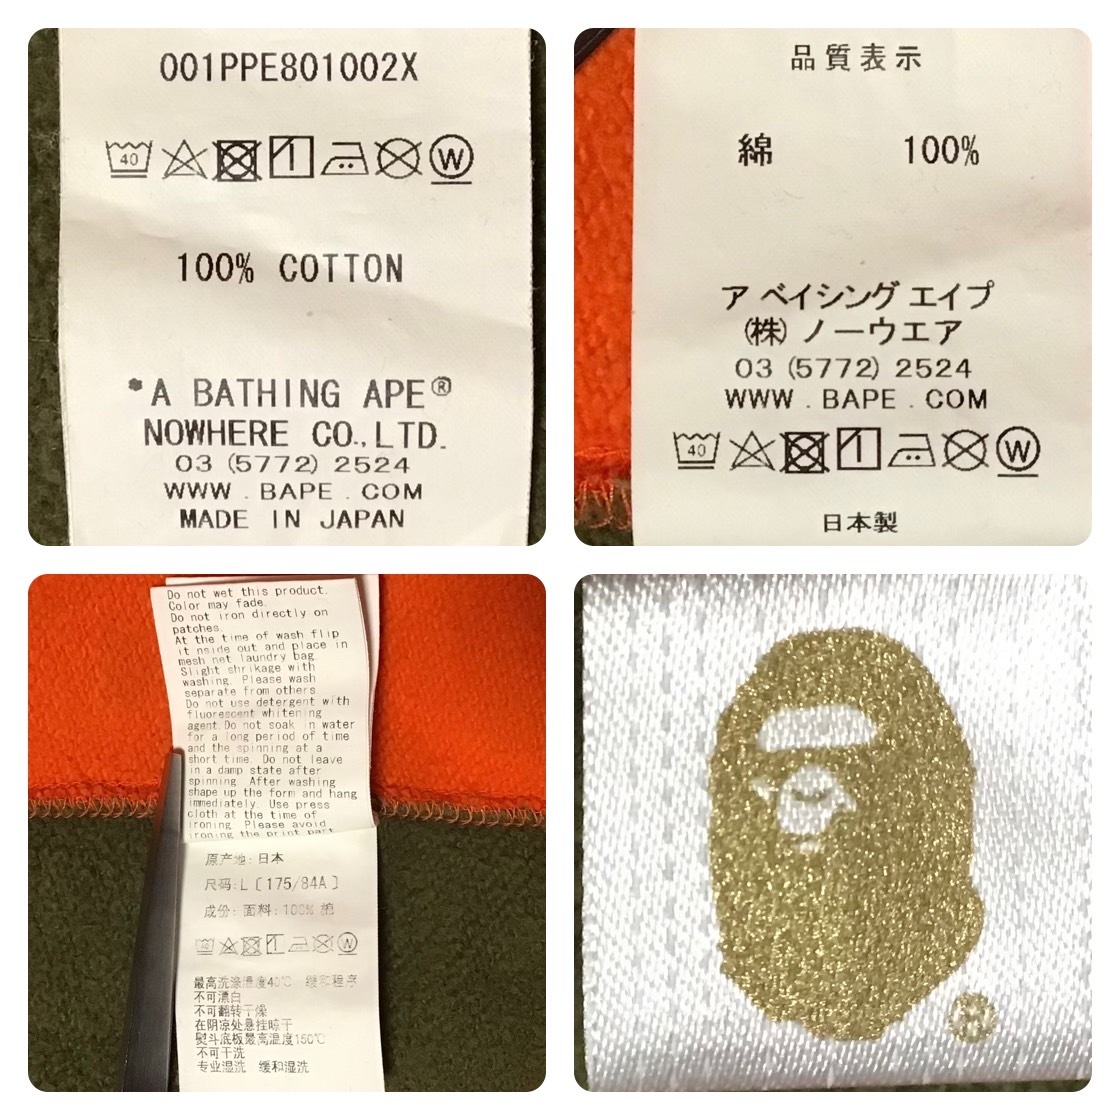 001PPE801002X
40
W
100% COTTON
*A BATHING APE®
NOWHERE CO.,LTD.
03 (5772) 2524
WWW . BAPE . COM
MADE IN JAPAN
品質表示
綿 100%
ア ベイシング エイプ
(株) ノーウエア
03 (5772) 2524
WWW . BAPE . COM
40
W
日本製
Do not wet this product.
Color may fade.
Do not iron directly on
patches.
At the time of wash flip
it nside out and place in
mesh net laundry bag
Slight shrikage with
washing. Please wash
separate from others.
Do not use detergent with
fluorescent whitening
agent.Do not soak in water
for a long period of time
and the spinning at a
short time. Do not leave
in a damp state after
spinning. After washing
shape up the form and hang
immediately. Use press
cloth at the time of
ironing. Please avoid
ironing the print part
原产地: 日本
尺码: L [175/84A]
成份: 面料: 100% 棉
40
W
最高洗涤温度40℃ 缓和程序
不可漂白
不可翻转干燥
在阴凉处悬挂晾干
熨斗底板最高温度150℃
不可干洗
专业湿洗 缓和湿洗
®